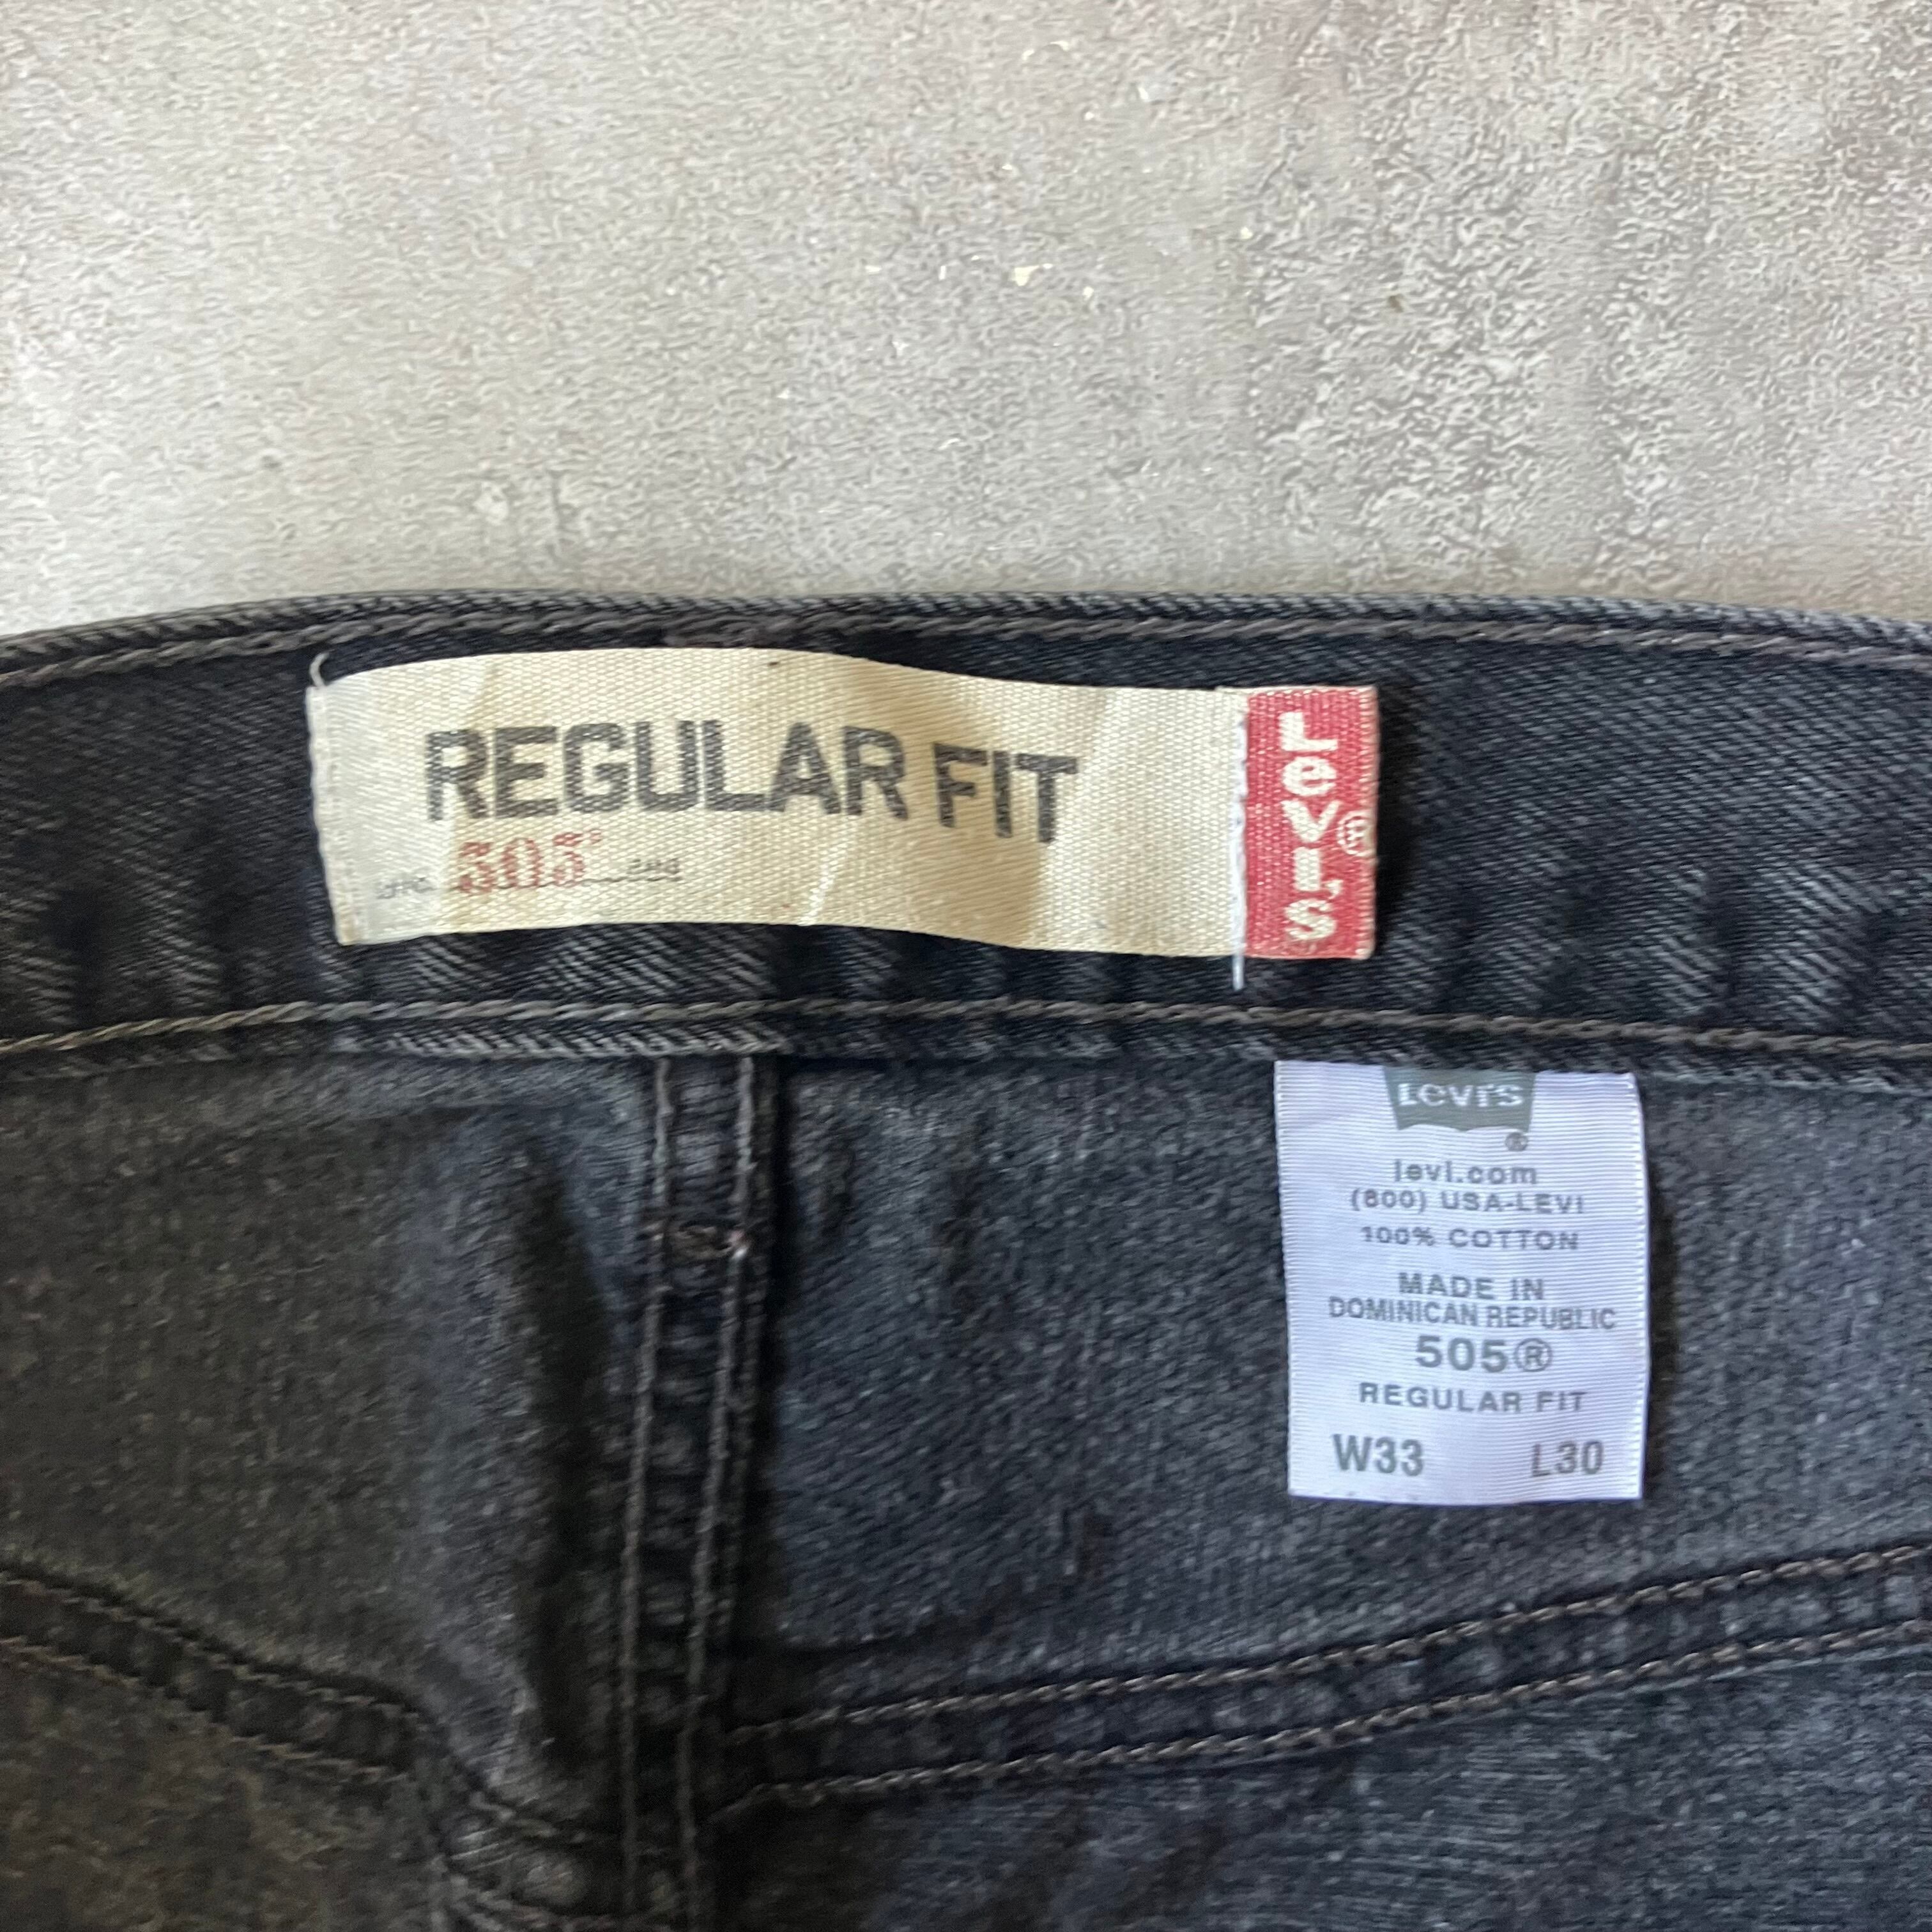 REGULAR FIT
505®
LEVI'S®
Levi's®
levi.com
(800) USA-LEVI
100% COTTON
MADE IN
DOMINICAN REPUBLIC
505®
REGULAR FIT
W33 L30